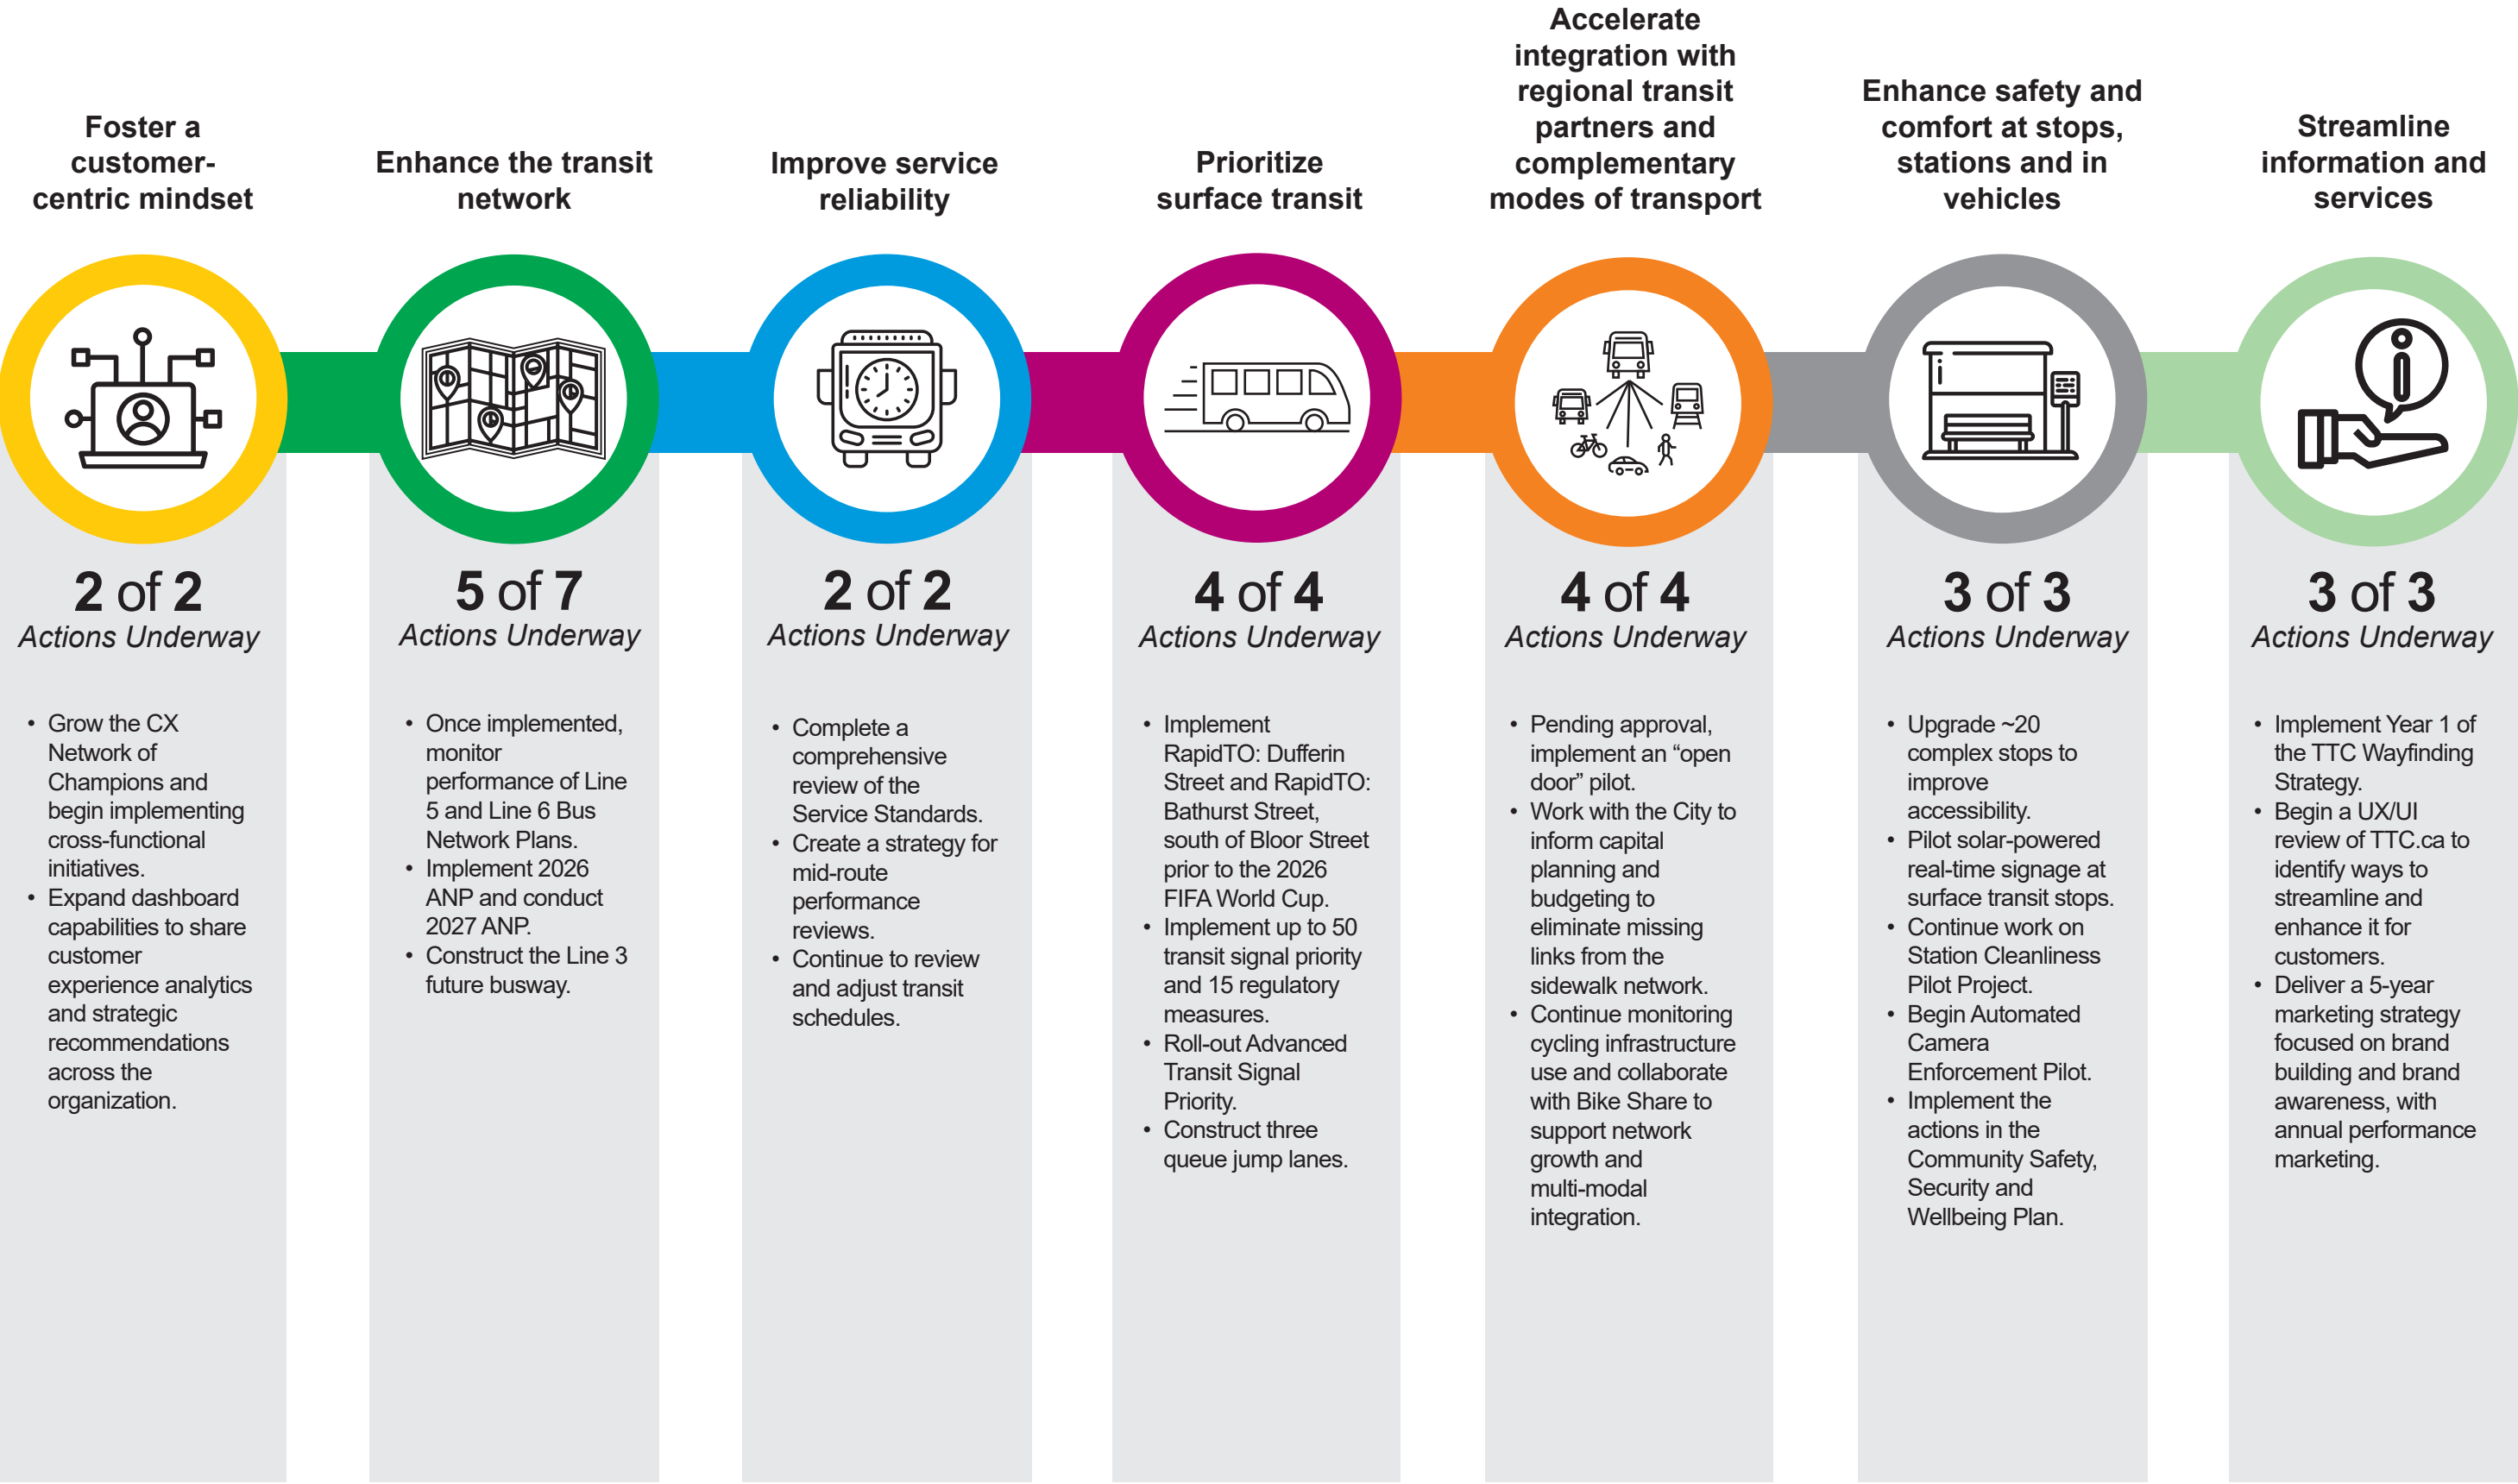 Foster a
customer-
centric mindset
2 of 2
Actions Underway
• Grow the CX
Network of
Champions and
begin implementing
cross-functional
initiatives.
• Expand dashboard
capabilities to share
customer
experience analytics
and strategic
recommendations
across the
organization.
Enhance the transit
network
5 of 7
Actions Underway
• Once implemented,
monitor
performance of Line
5 and Line 6 Bus
Network Plans.
• Implement 2026
ANP and conduct
2027 ANP.
• Construct the Line 3
future busway.
Improve service
reliability
2 of 2
Actions Underway
• Complete a
comprehensive
review of the
Service Standards.
• Create a strategy for
mid-route
performance
reviews.
• Continue to review
and adjust transit
schedules.
Prioritize
surface transit
4 of 4
Actions Underway
• Implement
RapidTO: Dufferin
Street and RapidTO:
Bathurst Street,
south of Bloor Street
prior to the 2026
FIFA World Cup.
• Implement up to 50
transit signal priority
and 15 regulatory
measures.
• Roll-out Advanced
Transit Signal
Priority.
• Construct three
queue jump lanes.
Accelerate
integration with
regional transit
partners and
complementary
modes of transport
4 of 4
Actions Underway
• Pending approval,
implement an “open
door” pilot.
• Work with the City to
inform capital
planning and
budgeting to
eliminate missing
links from the
sidewalk network.
• Continue monitoring
cycling infrastructure
use and collaborate
with Bike Share to
support network
growth and
multi-modal
integration.
Enhance safety and
comfort at stops,
stations and in
vehicles
3 of 3
Actions Underway
• Upgrade ~20
complex stops to
improve
accessibility.
• Pilot solar-powered
real-time signage at
surface transit stops.
• Continue work on
Station Cleanliness
Pilot Project.
• Begin Automated
Camera
Enforcement Pilot.
• Implement the
actions in the
Community Safety,
Security and
Wellbeing Plan.
Streamline
information and
services
3 of 3
Actions Underway
• Implement Year 1 of
the TTC Wayfinding
Strategy.
• Begin a UX/UI
review of TTC.ca to
identify ways to
streamline and
enhance it for
customers.
• Deliver a 5-year
marketing strategy
focused on brand
building and brand
awareness, with
annual performance
marketing.